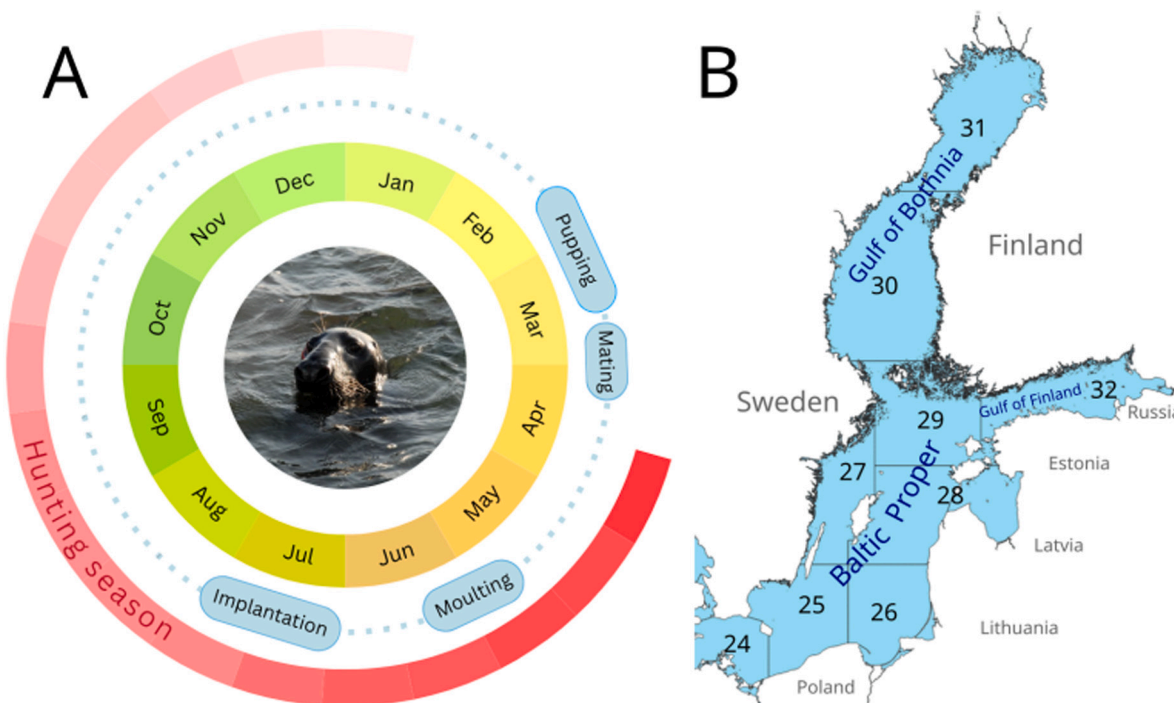 A
Jan
Feb
Mar
Apr
May
Jun
Jul
Aug
Sep
Oct
Nov
Dec
Pupping
Mating
Moulting
Implantation
Hunting season
B
31
Gulf of Bothnia
Finland
30
Sweden
29
Gulf of Finland
32
Russia
27
Estonia
28
Baltic Proper
Latvia
25
26
Lithuania
24
Poland